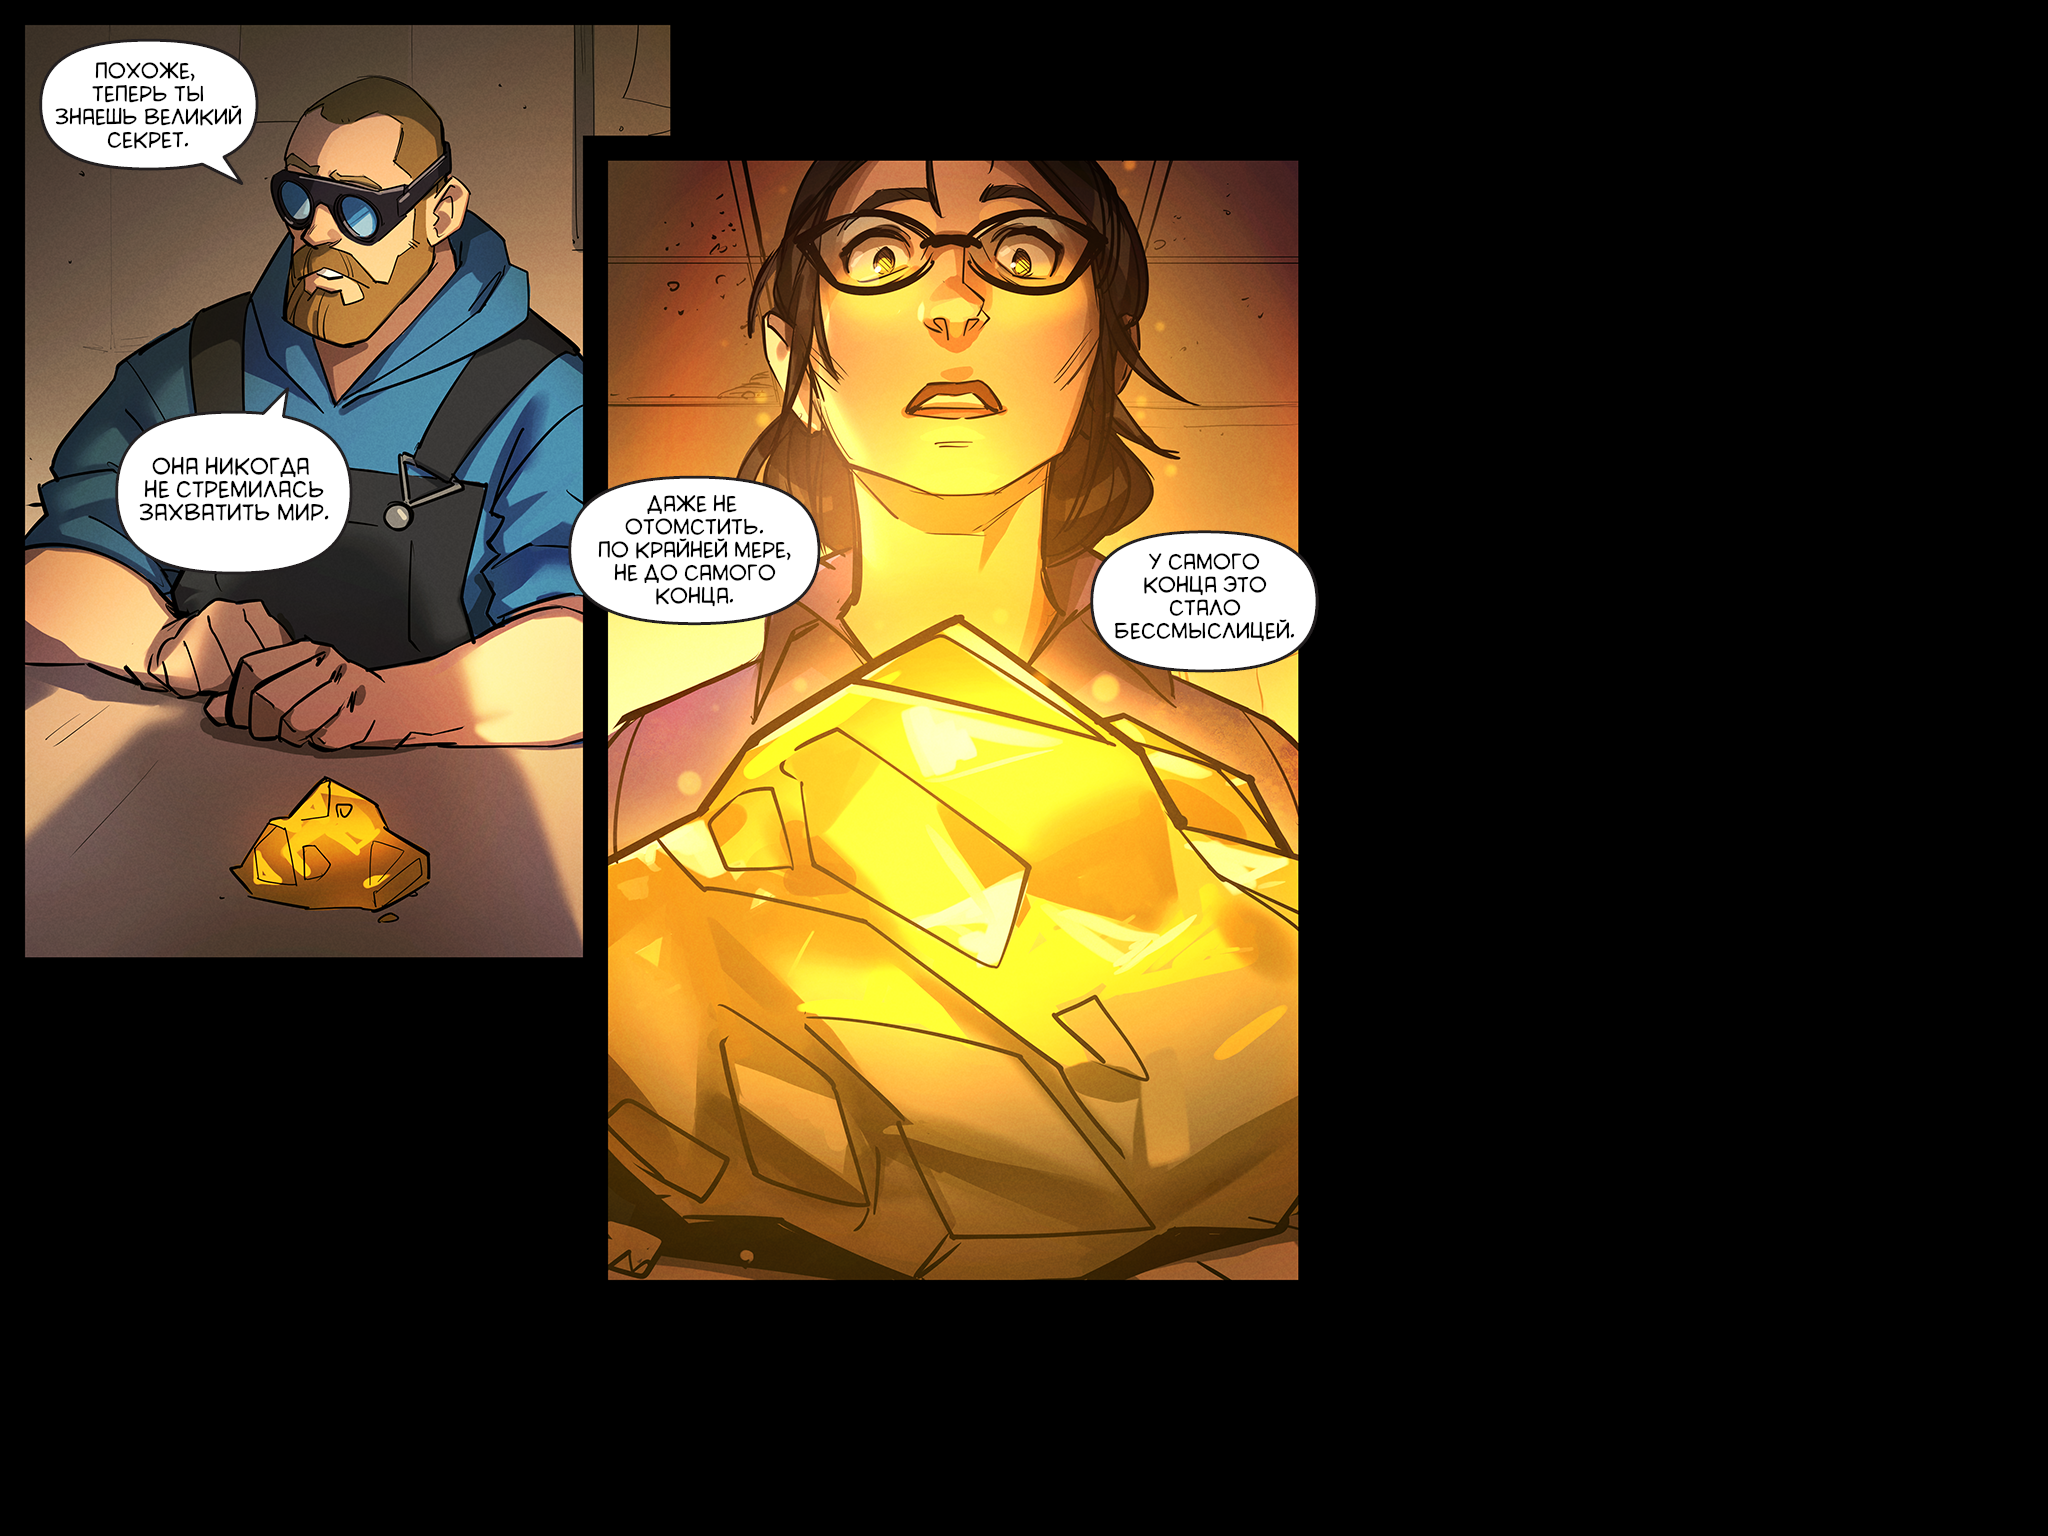 ПОХОЖЕ,
ТЕПЕРЬ ТЫ
ЗНАЕШЬ ВЕЛИКИЙ
СЕКРЕТ.
ОНА НИКОГДА
НЕ СТРЕМИЛАСЬ
ЗАХВАТИТЬ МИР.
ДАЖЕ НЕ
ОТОМСТИТЬ.
ПО КРАЙНЕЙ МЕРЕ,
НЕ ДО САМОГО
КОНЦА.
У САМОГО
КОНЦА ЭТО
СТАЛО
БЕССМЫСЛИЦЕЙ.